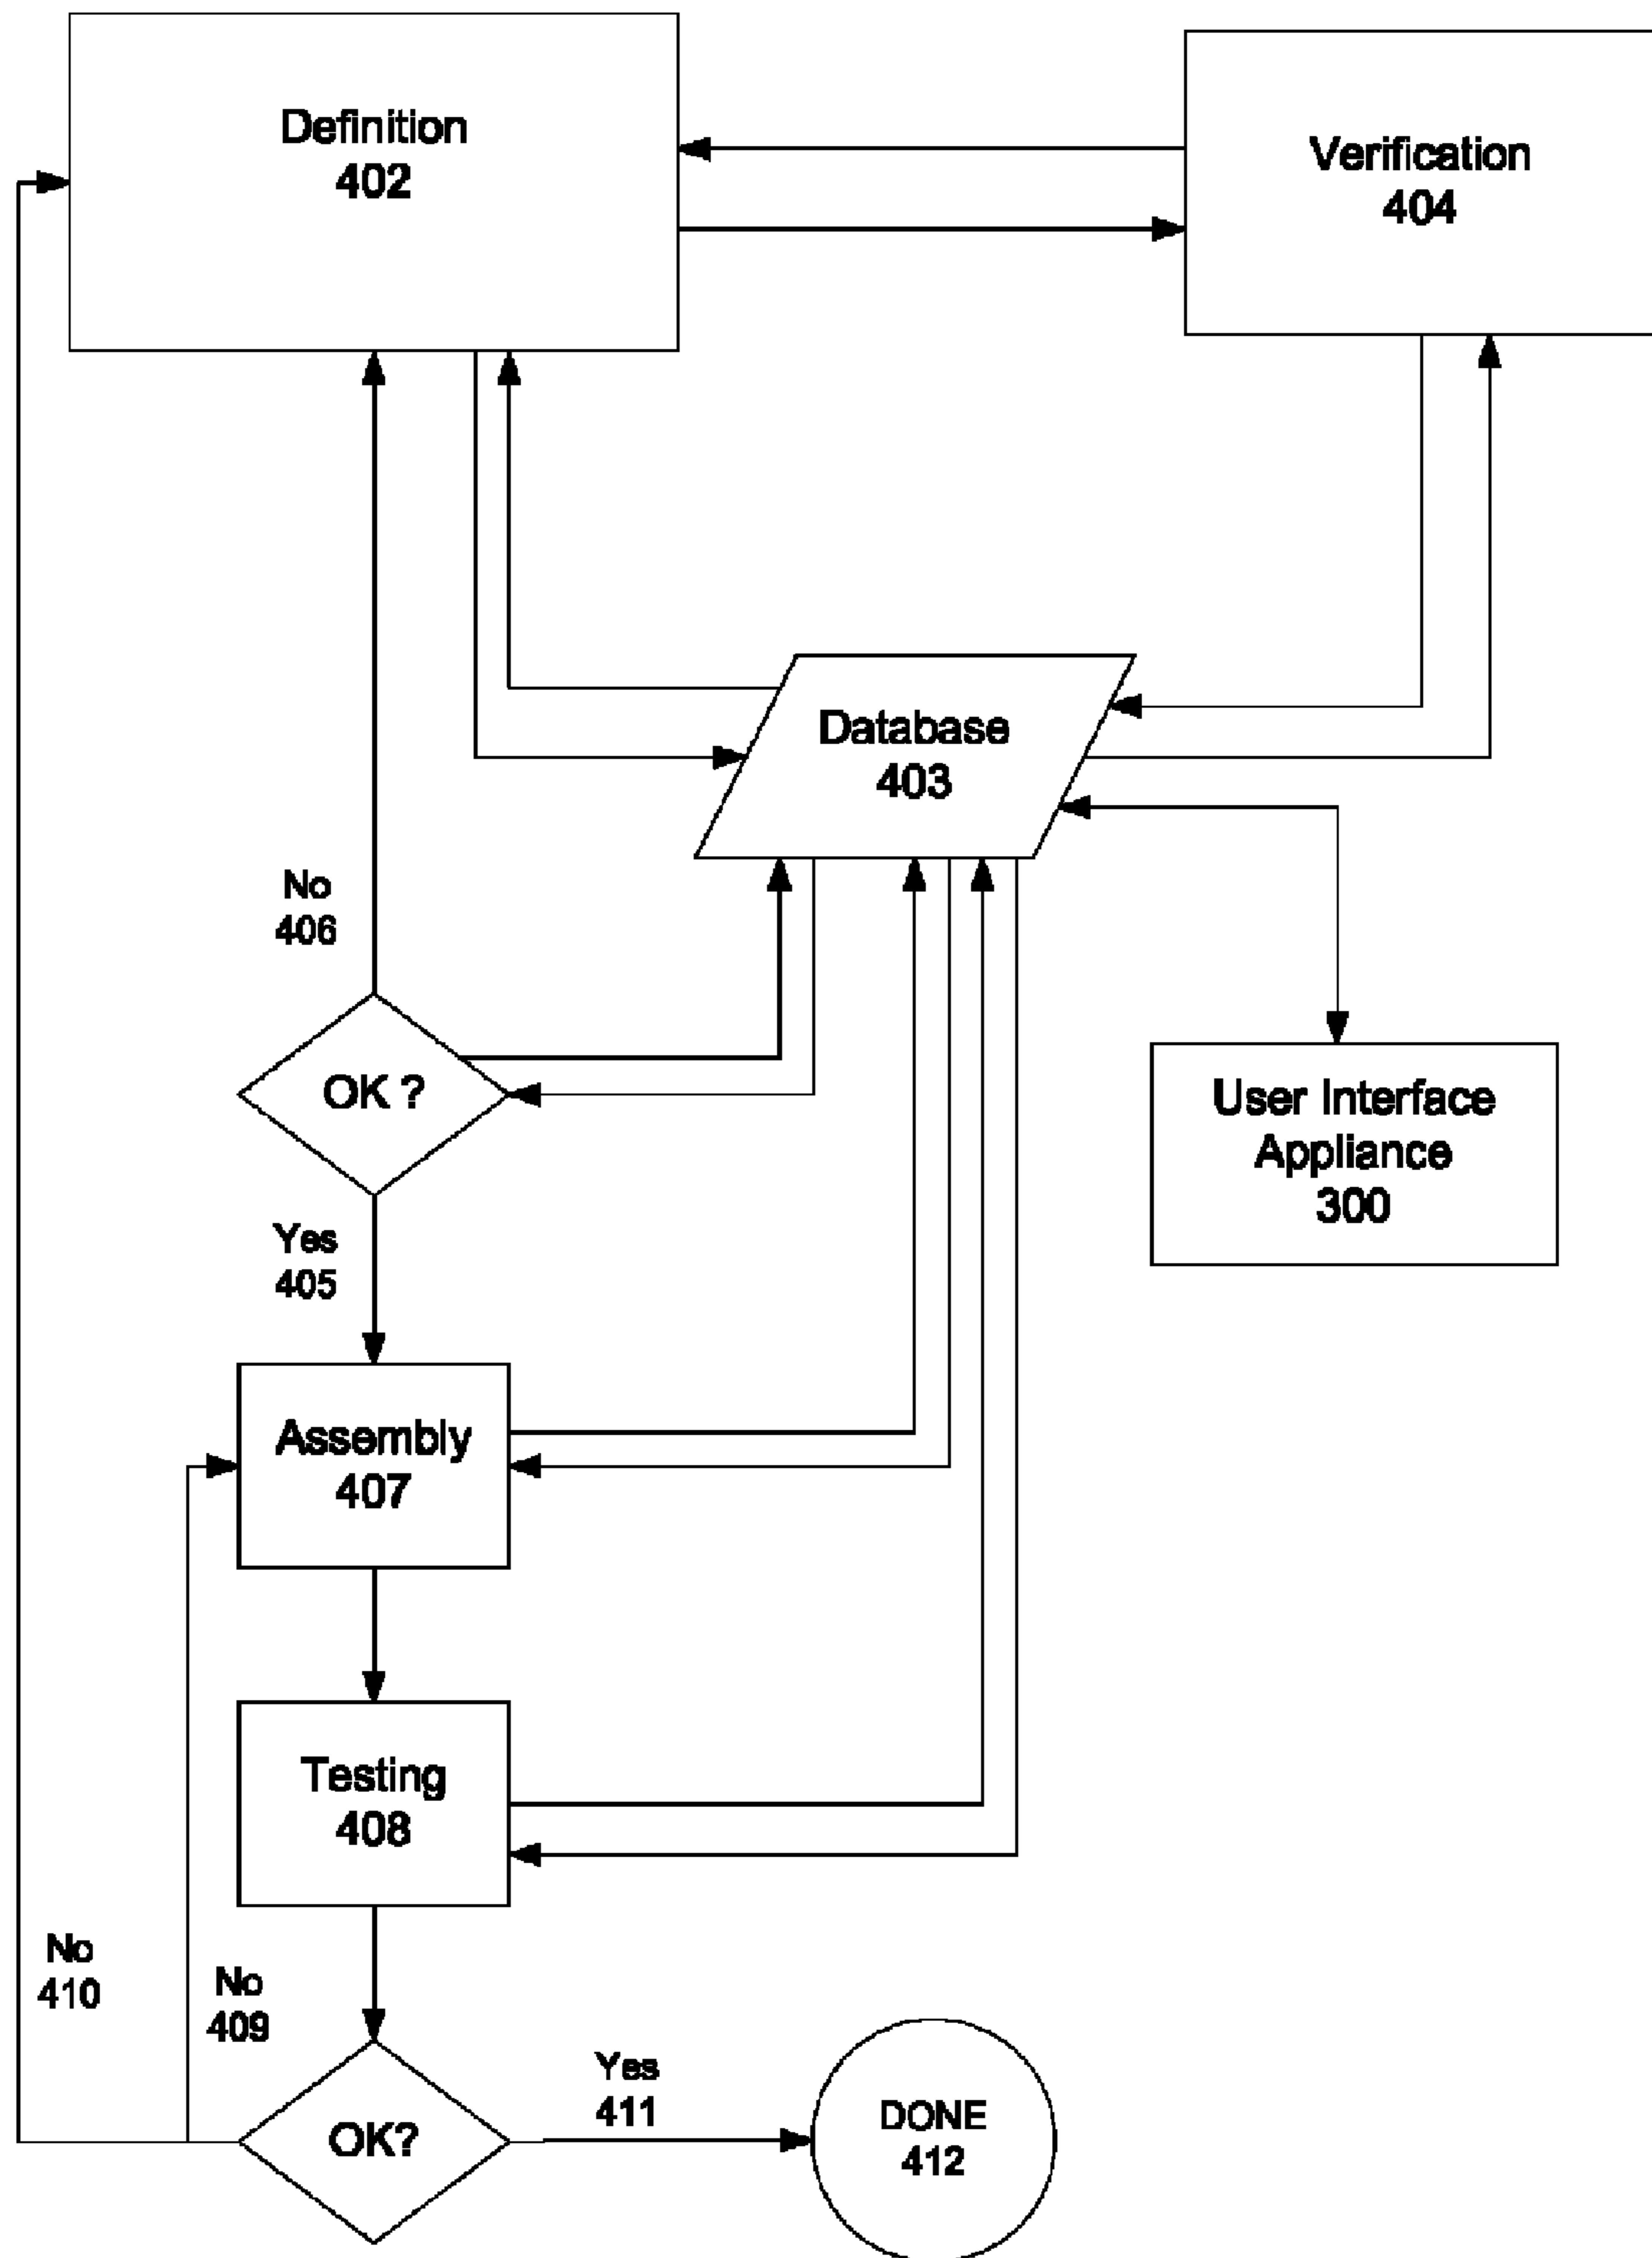 Definition
402
Verification
404
Database
403
No
406
OK ?
User Interface
Appliance
300
Yes
405
Assembly
407
Testing
408
No
410
No
409
Yes
411
OK?
DONE
412